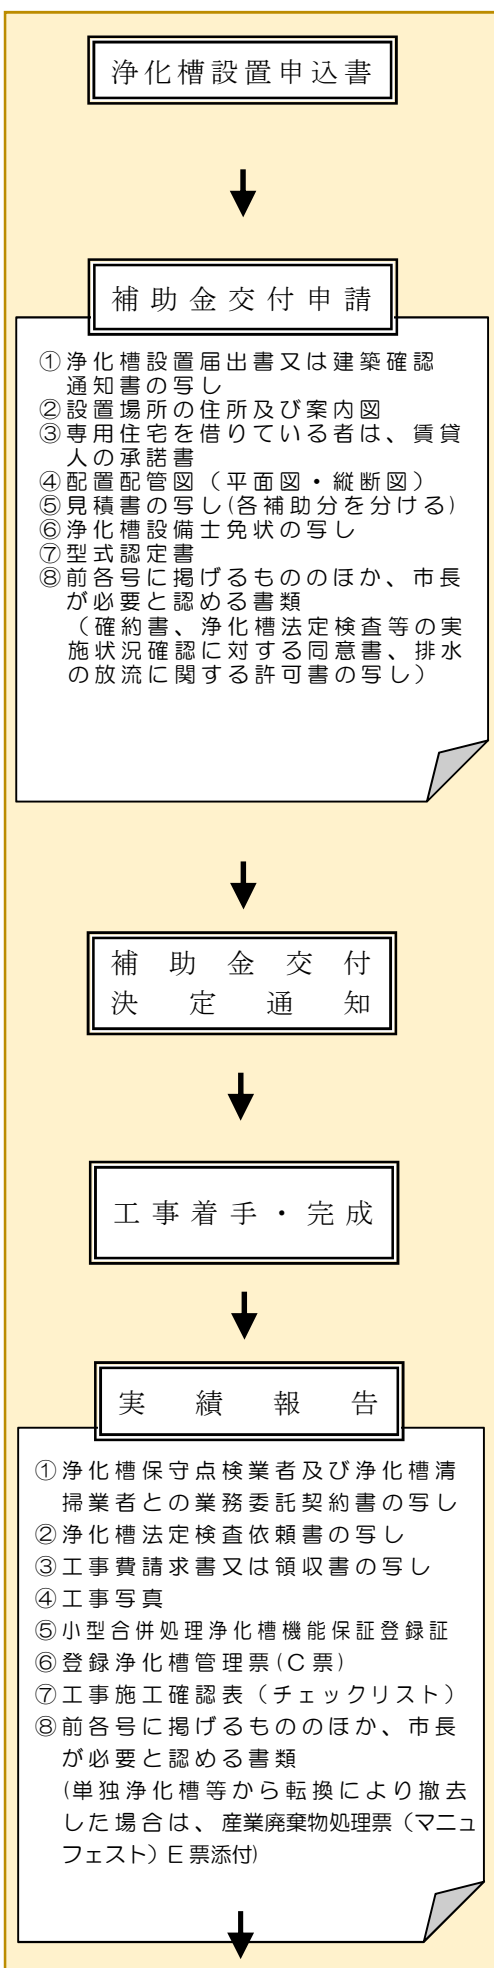 浄化槽設置申込書
補助金交付申請
①浄化槽設置届出書又は建築確認
通知書の写し
②設置場所の住所及び案内図
③専用住宅を借りている者は、賃貸
人の承諾書
④配置配管図（平面図・縦断図）
⑤見積書の写し(各補助分を分ける)
⑥浄化槽設備士免状の写し
⑦型式認定書
⑧前各号に掲げるもののほか、市長
が必要と認める書類
（確約書、浄化槽法定検査等の実
施状況確認に対する同意書、排水
の放流に関する許可書の写し）
補助金交付
決定通知
工事着手・完成
実績報告
①浄化槽保守点検業者及び浄化槽清
掃業者との業務委託契約書の写し
②浄化槽法定検査依頼書の写し
③工事費請求書又は領収書の写し
④工事写真
⑤小型合併処理浄化槽機能保証登録証
⑥登録浄化槽管理票(C票)
⑦工事施工確認表（チェックリスト）
⑧前各号に掲げるもののほか、市長
が必要と認める書類
(単独浄化槽等から転換により撤去
した場合は、産業廃棄物処理票（マニュ
フェスト）E票添付)